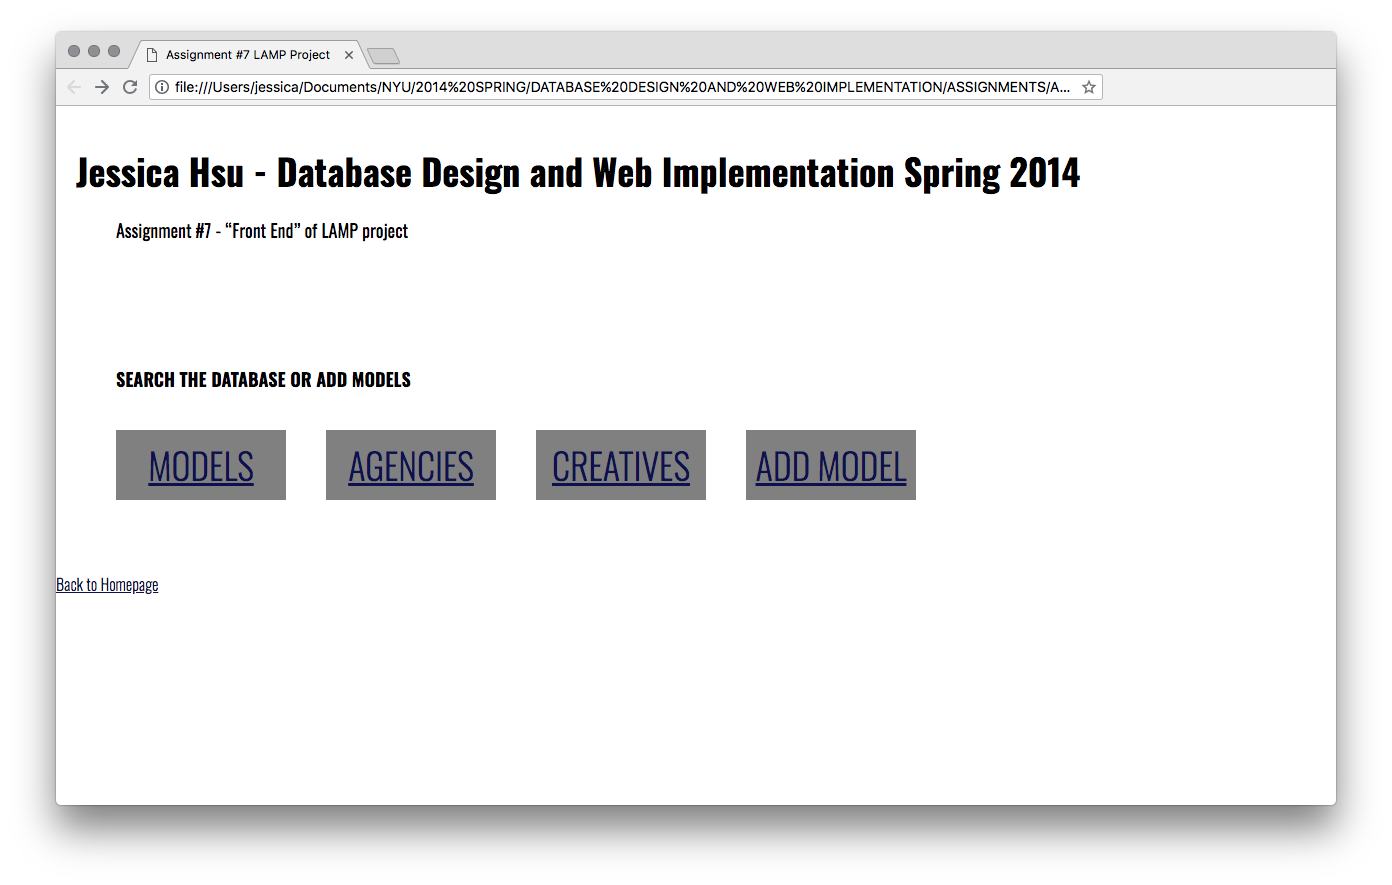 Assignment #7 LAMP Project
file:///Users/jessica/Documents/NYU/2014%20SPRING/DATABASE%20DESIGN%20AND%20WEB%20IMPLEMENTATION/ASSIGNMENTS/A...
Jessica Hsu - Database Design and Web Implementation Spring 2014
Assignment #7 - “Front End” of LAMP project
SEARCH THE DATABASE OR ADD MODELS
MODELS AGENCIES CREATIVES ADD MODEL
Back to Homepage